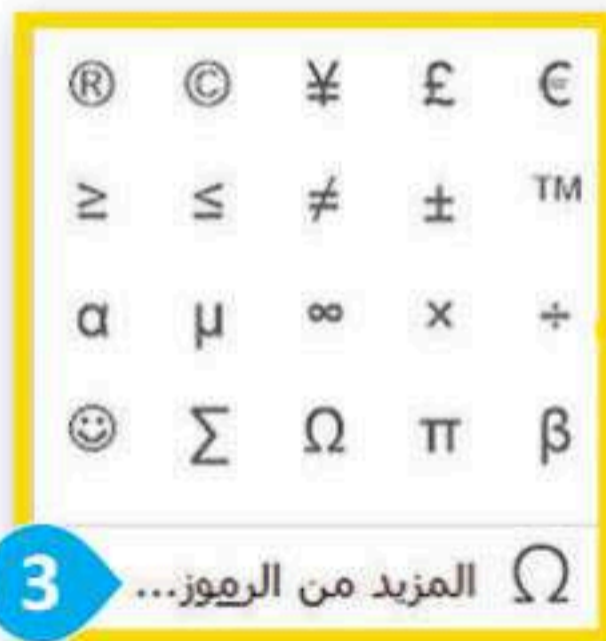 ® © ¥ £ €
≥ ≤ ≠ ± ™
α µ ∞ × ÷
☺ ∑ Ω π β
Ω المزيد من الرموز...
3